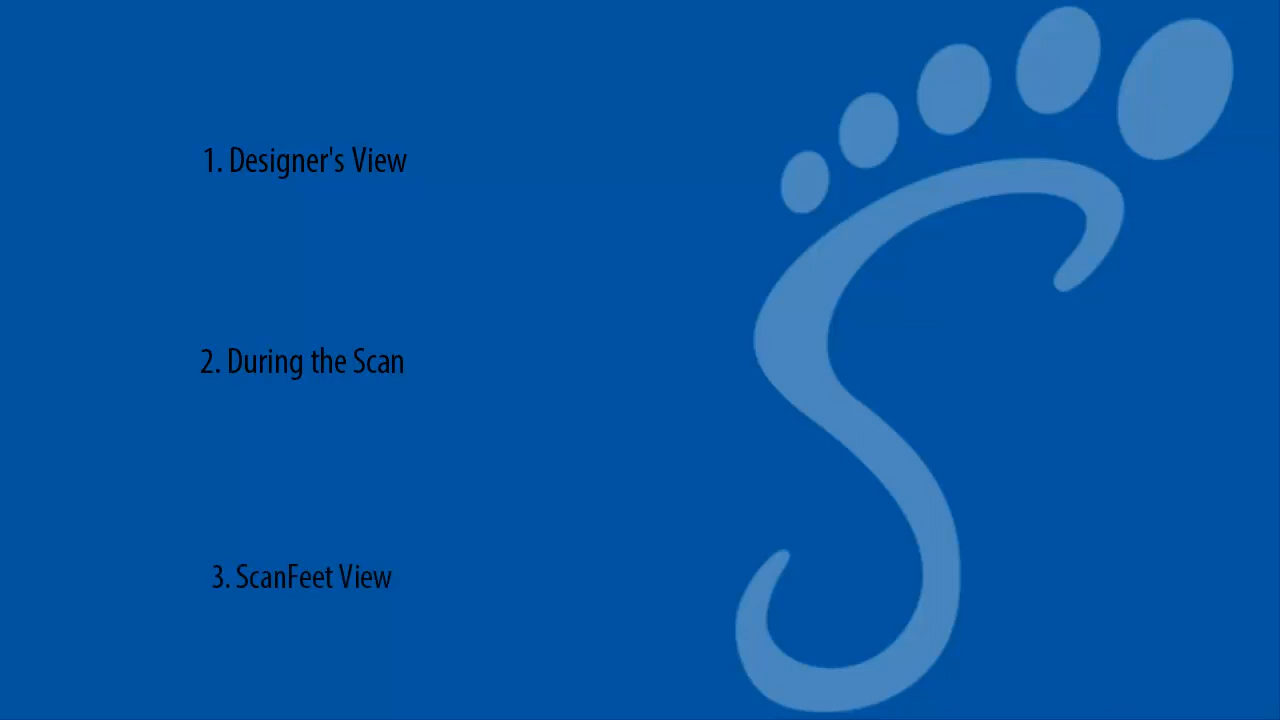 1. Designer's View
2. During the Scan
3. ScanFeet View